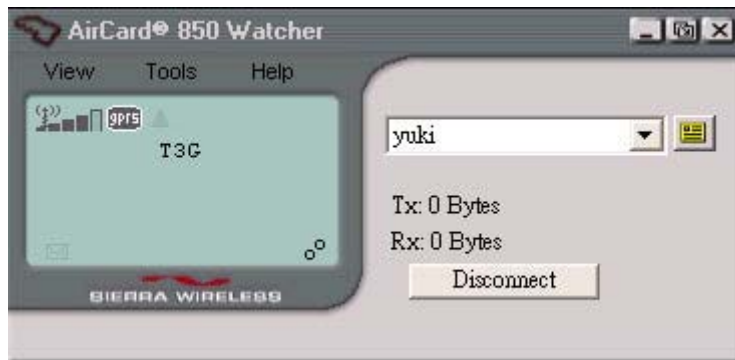 AirCard® 850 Watcher
View Tools Help
gprs
T3G
SIERRA WIRELESS
yuki
Tx: 0 Bytes
Rx: 0 Bytes
Disconnect